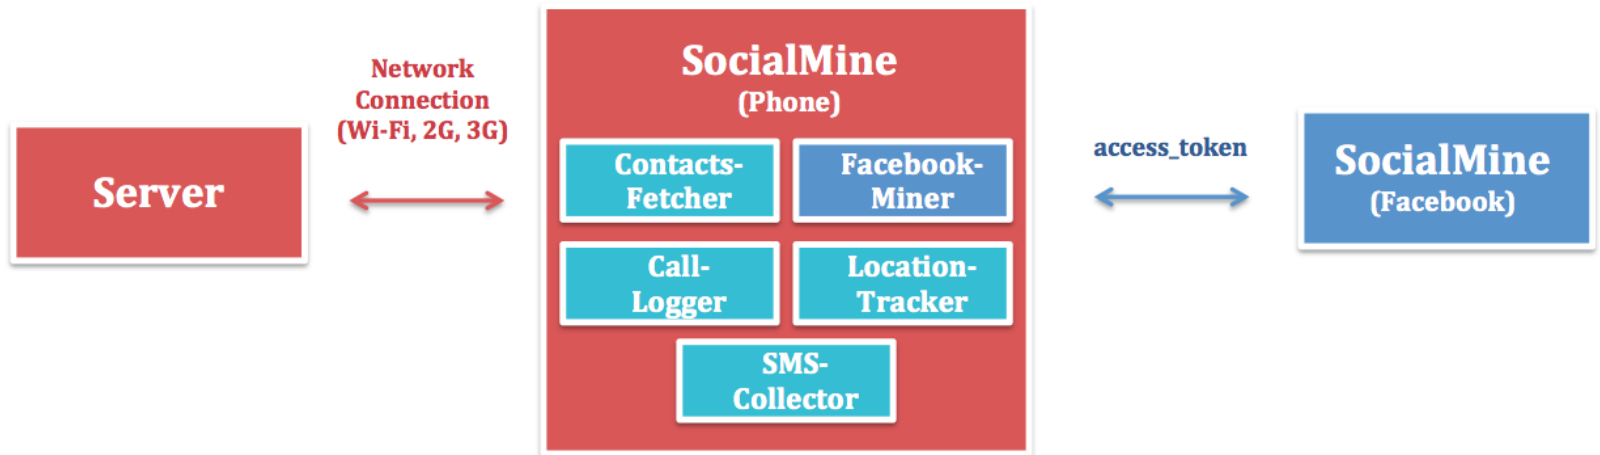 Server
Network
Connection
(Wi-Fi, 2G, 3G)
SocialMine
(Phone)
Contacts-
Fetcher
Facebook-
Miner
Call-
Logger
Location-
Tracker
SMS-
Collector
access_token
SocialMine
(Facebook)